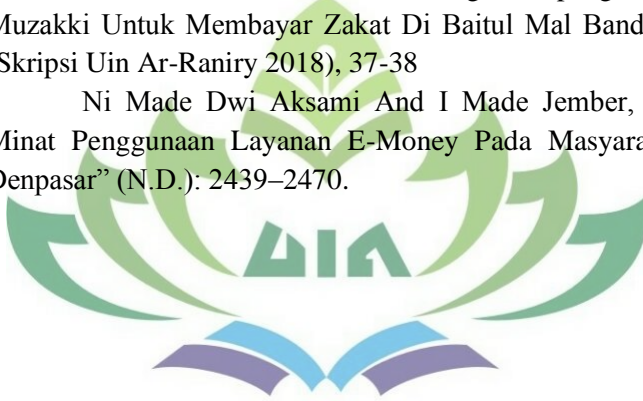 Muzakki Untuk Membayar Zakat Di Baitul Mal Band
Skripsi Uin Ar-Raniry 2018), 37-38
Ni Made Dwi Aksami And I Made Jember,
Minat Penggunaan Layanan E-Money Pada Masyara
Denpasar” (N.D.): 2439–2470.
UIN